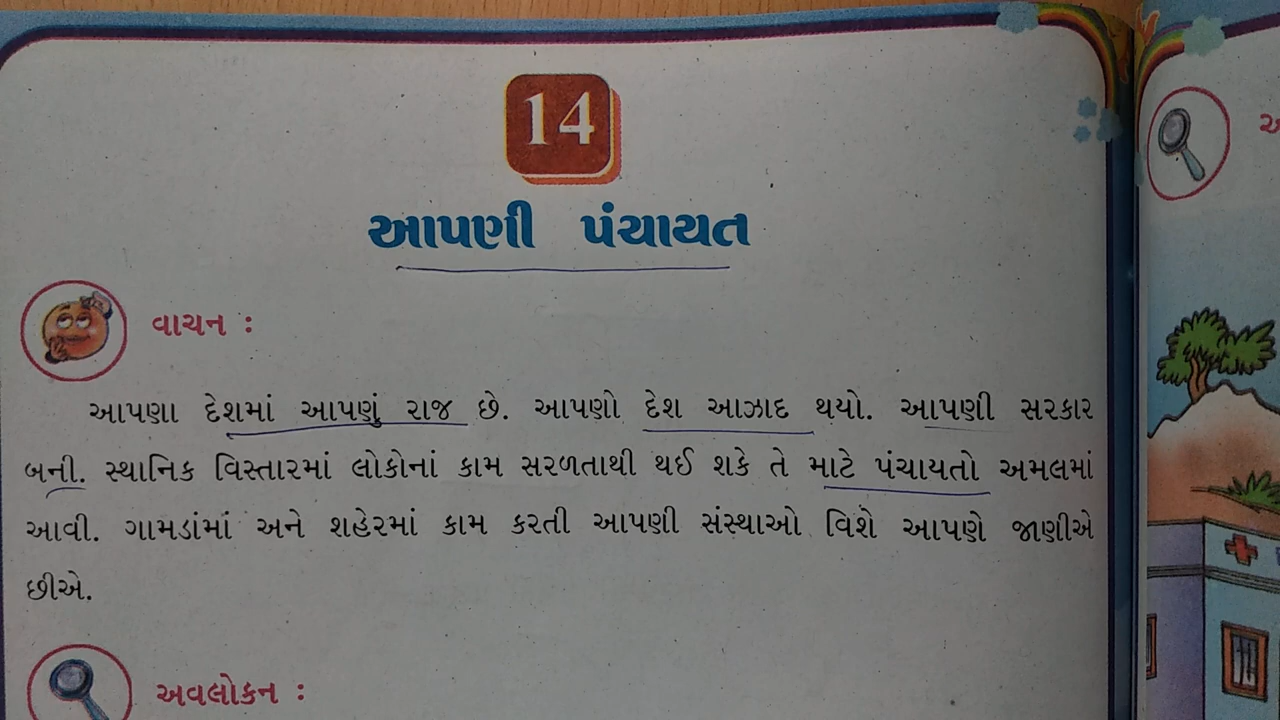 14
આપણી પંચાયત
વાચન :
આપણા દેશમાં આપણું રાજ છે. આપણો દેશ આઝાદ થયો. આપણી સરકાર
બની. સ્થાનિક વિસ્તારમાં લોકોનાં કામ સરળતાથી થઈ શકે તે માટે પંચાયતો અમલમાં
આવી. ગામડાંમાં અને શહેરમાં કામ કરતી આપણી સંસ્થાઓ વિશે આપણે જાણીએ
છીએ.
અવલોકન :